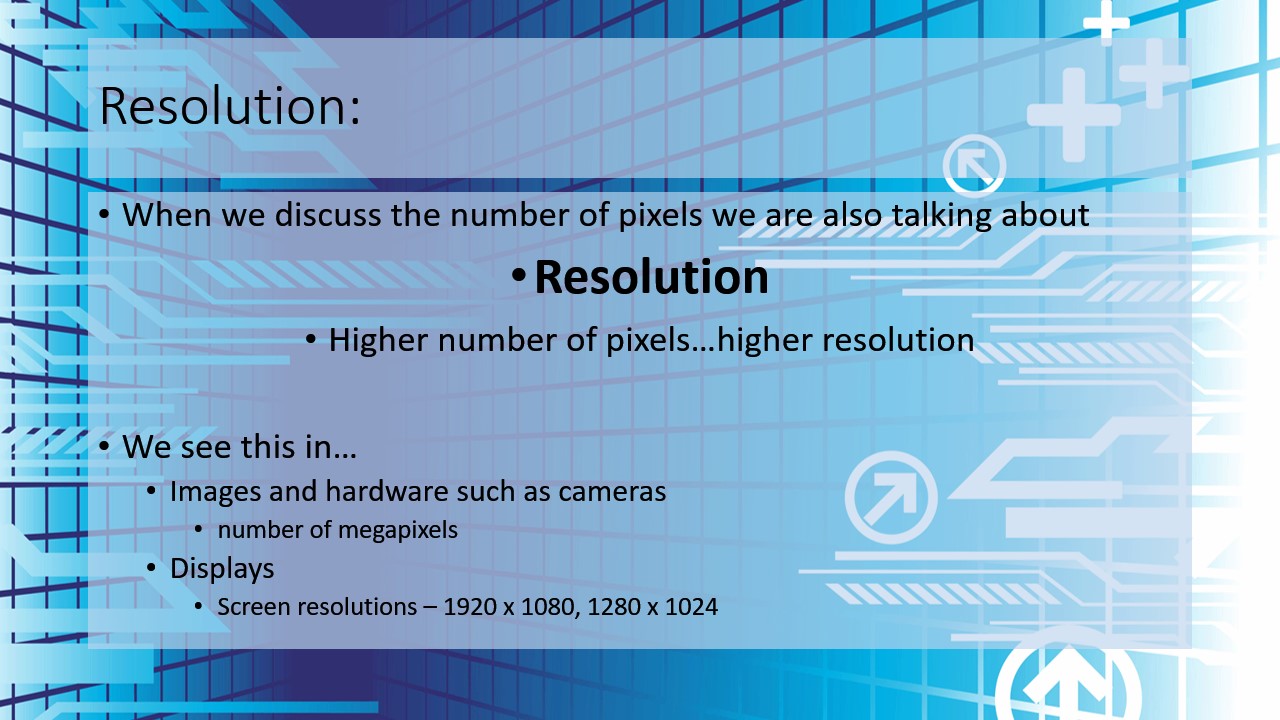 Resolution:
• When we discuss the number of pixels we are also talking about
• Resolution
• Higher number of pixels…higher resolution
• We see this in…
• Images and hardware such as cameras
• number of megapixels
• Displays
• Screen resolutions – 1920 x 1080, 1280 x 1024